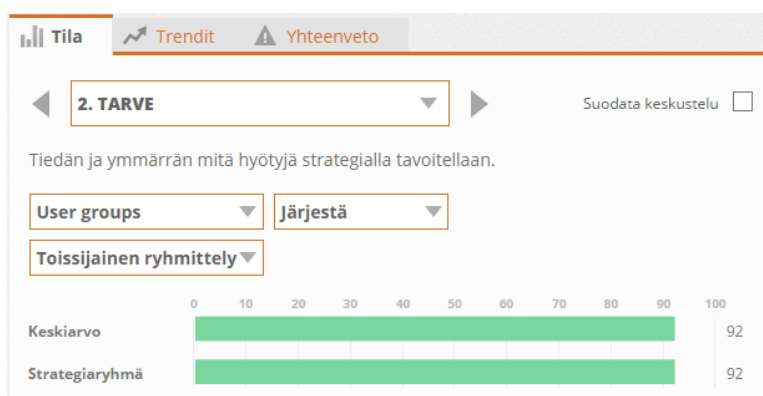 Tila Trendit Yhteenveto
2. TARVE Suodata keskustelu
Tiedän ja ymmärrän mitä hyötyjä strategialla tavoitellaan.
User groups Järjestä
Toissijainen ryhmittely
0 10 20 30 40 50 60 70 80 90 100
Keskiarvo 92
Strategiaryhmä 92